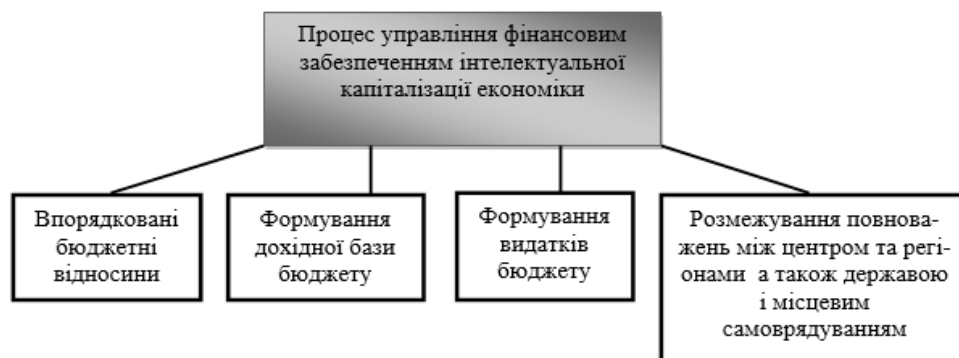 Процес управління фінансовим
забезпеченням інтелектуальної
капіталізації економіки
Впорядковані
бюджетні
відносини
Формування
дохідної бази
бюджету
Формування
видатків
бюджету
Розмежування повнова-
жень між центром та регі-
онами а також державою
і місцевим
самоврядуванням